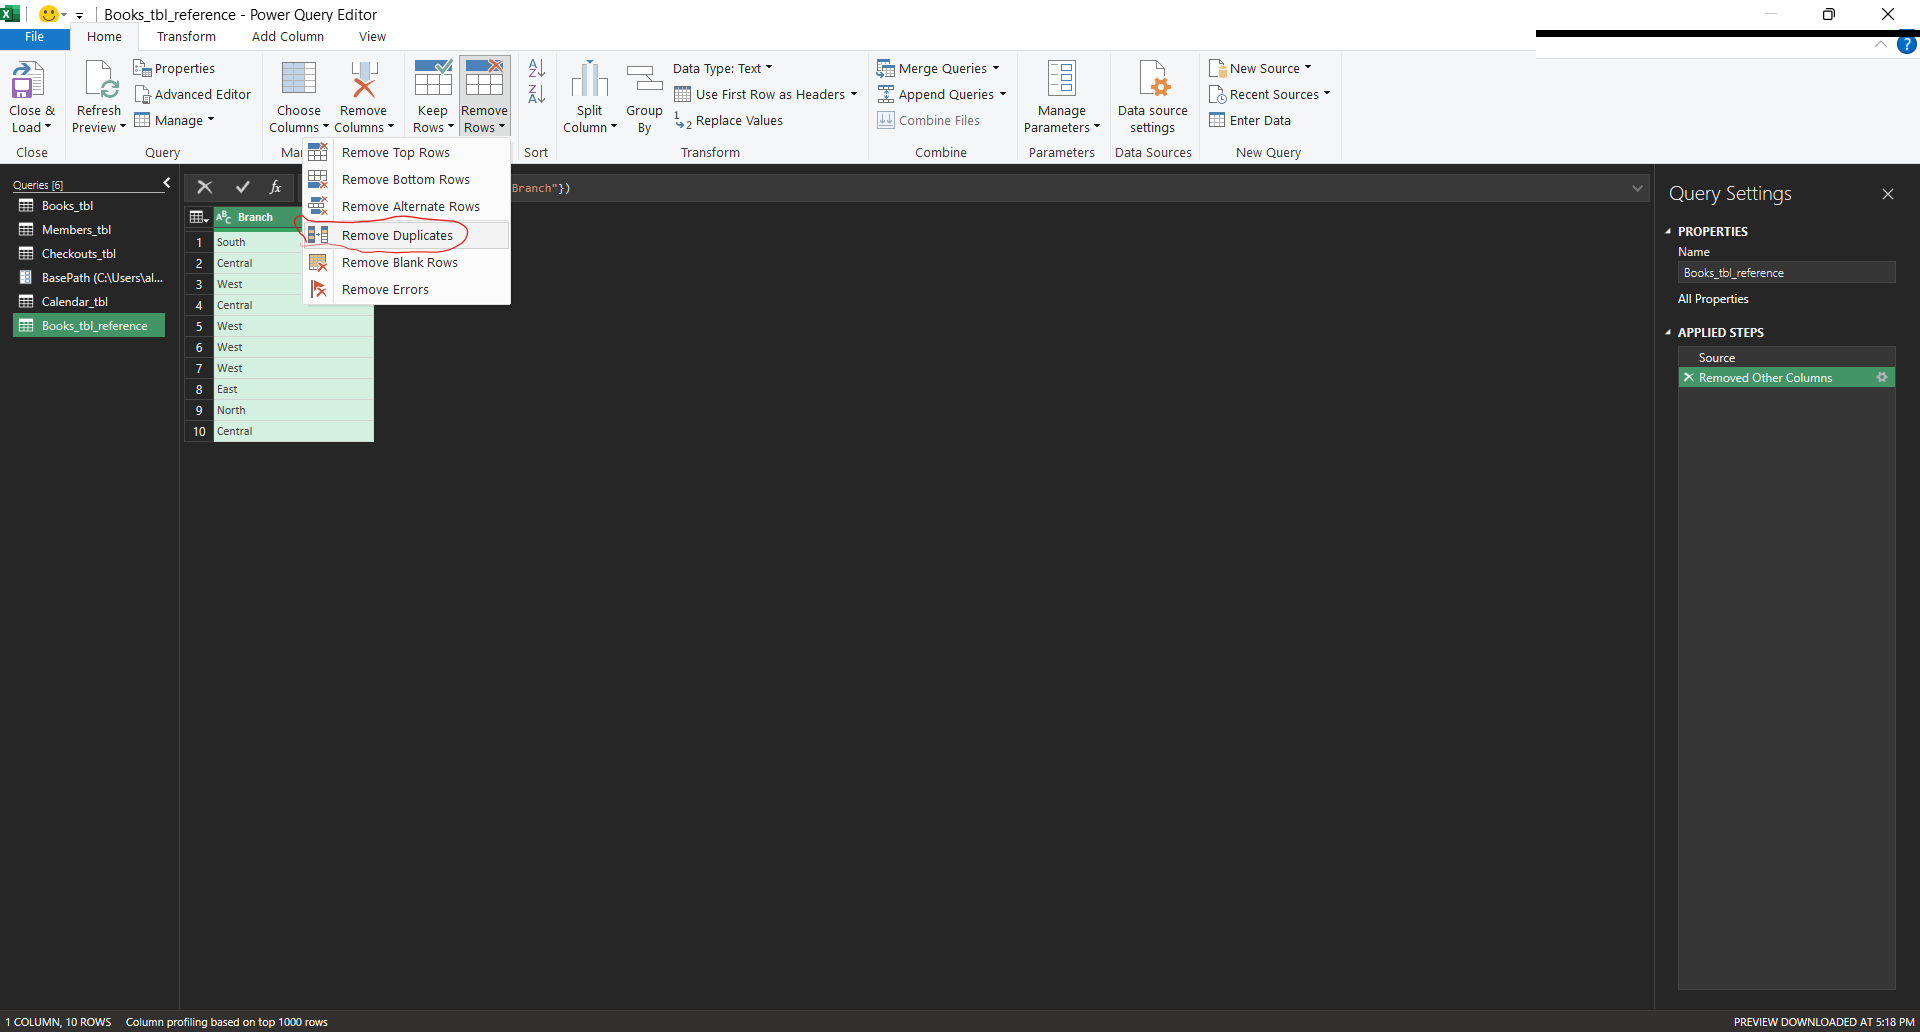 Books_tbl_reference - Power Query Editor
File Home Transform Add Column View
?
Close & Load
Refresh Preview
Properties
Advanced Editor
Manage
Choose Columns
Remove Columns
Keep Rows
Remove Rows
A Z
Z A
Split Column
Group By
Data Type: Text
Use First Row as Headers
1 2 Replace Values
Merge Queries
Append Queries
Combine Files
Manage Parameters
Data source settings
New Source
Recent Sources
Enter Data
Close Query Sort Transform Combine Parameters Data Sources New Query
Remove Top Rows
Remove Bottom Rows
Remove Alternate Rows
Remove Duplicates
Remove Blank Rows
Remove Errors
Queries [6]
Books_tbl
Members_tbl
Checkouts_tbl
BasePath (C:\Users\al...
Calendar_tbl
Books_tbl_reference
fx
Branch"})
ABC Branch
1 South
2 Central
3 West
4 Central
5 West
6 West
7 West
8 East
9 North
10 Central
Query Settings
PROPERTIES
Name
Books_tbl_reference
All Properties
APPLIED STEPS
Source
Removed Other Columns
1 COLUMN, 10 ROWS Column profiling based on top 1000 rows
PREVIEW DOWNLOADED AT 5:18 PM